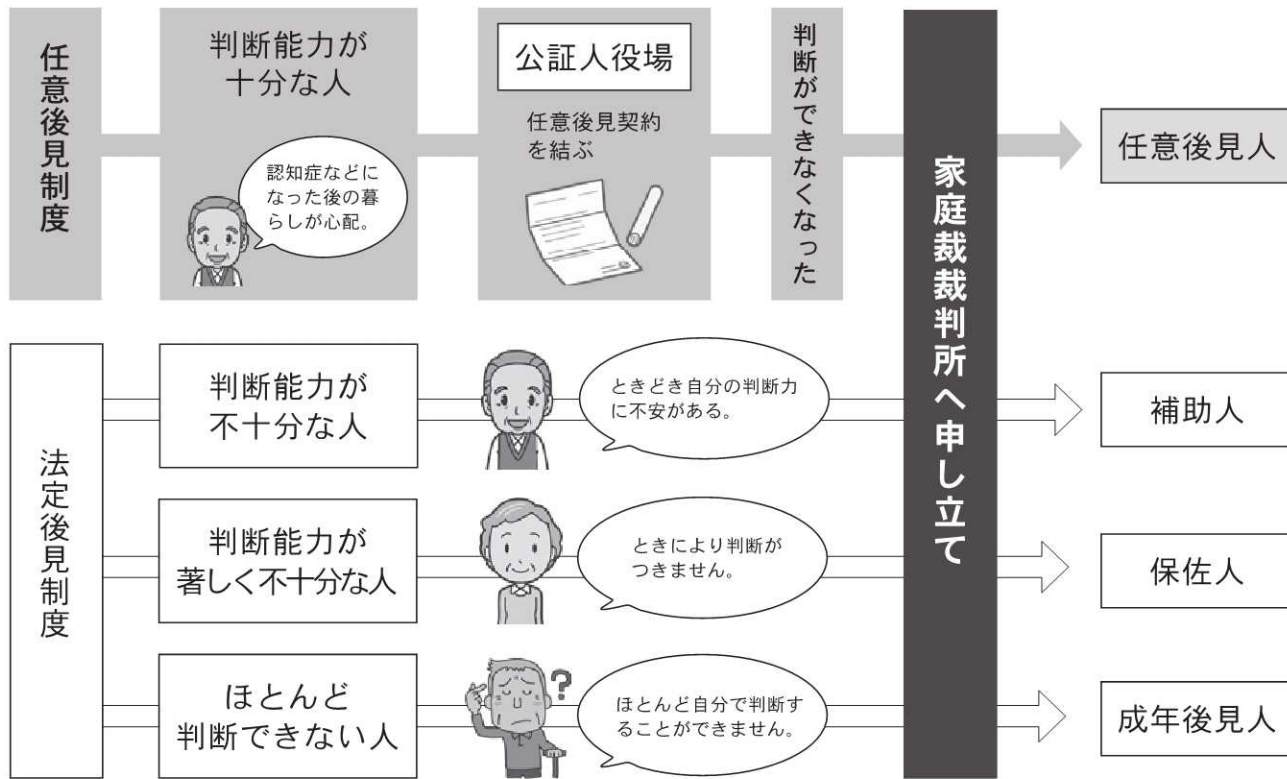 任意後見制度
判断能力が
十分な人
認知症などに
なった後の暮
らしが心配。
公証人役場
任意後見契約
を結ぶ
判断ができなくなった
家庭裁裁判所へ申し立て
任意後見人
法定後見制度
判断能力が
不十分な人
ときどき自分の判断力
に不安がある。
補助人
判断能力が
著しく不十分な人
ときにより判断が
つきません。
保佐人
ほとんど
判断できない人
?
ほとんど自分で判断す
ることができません。
成年後見人